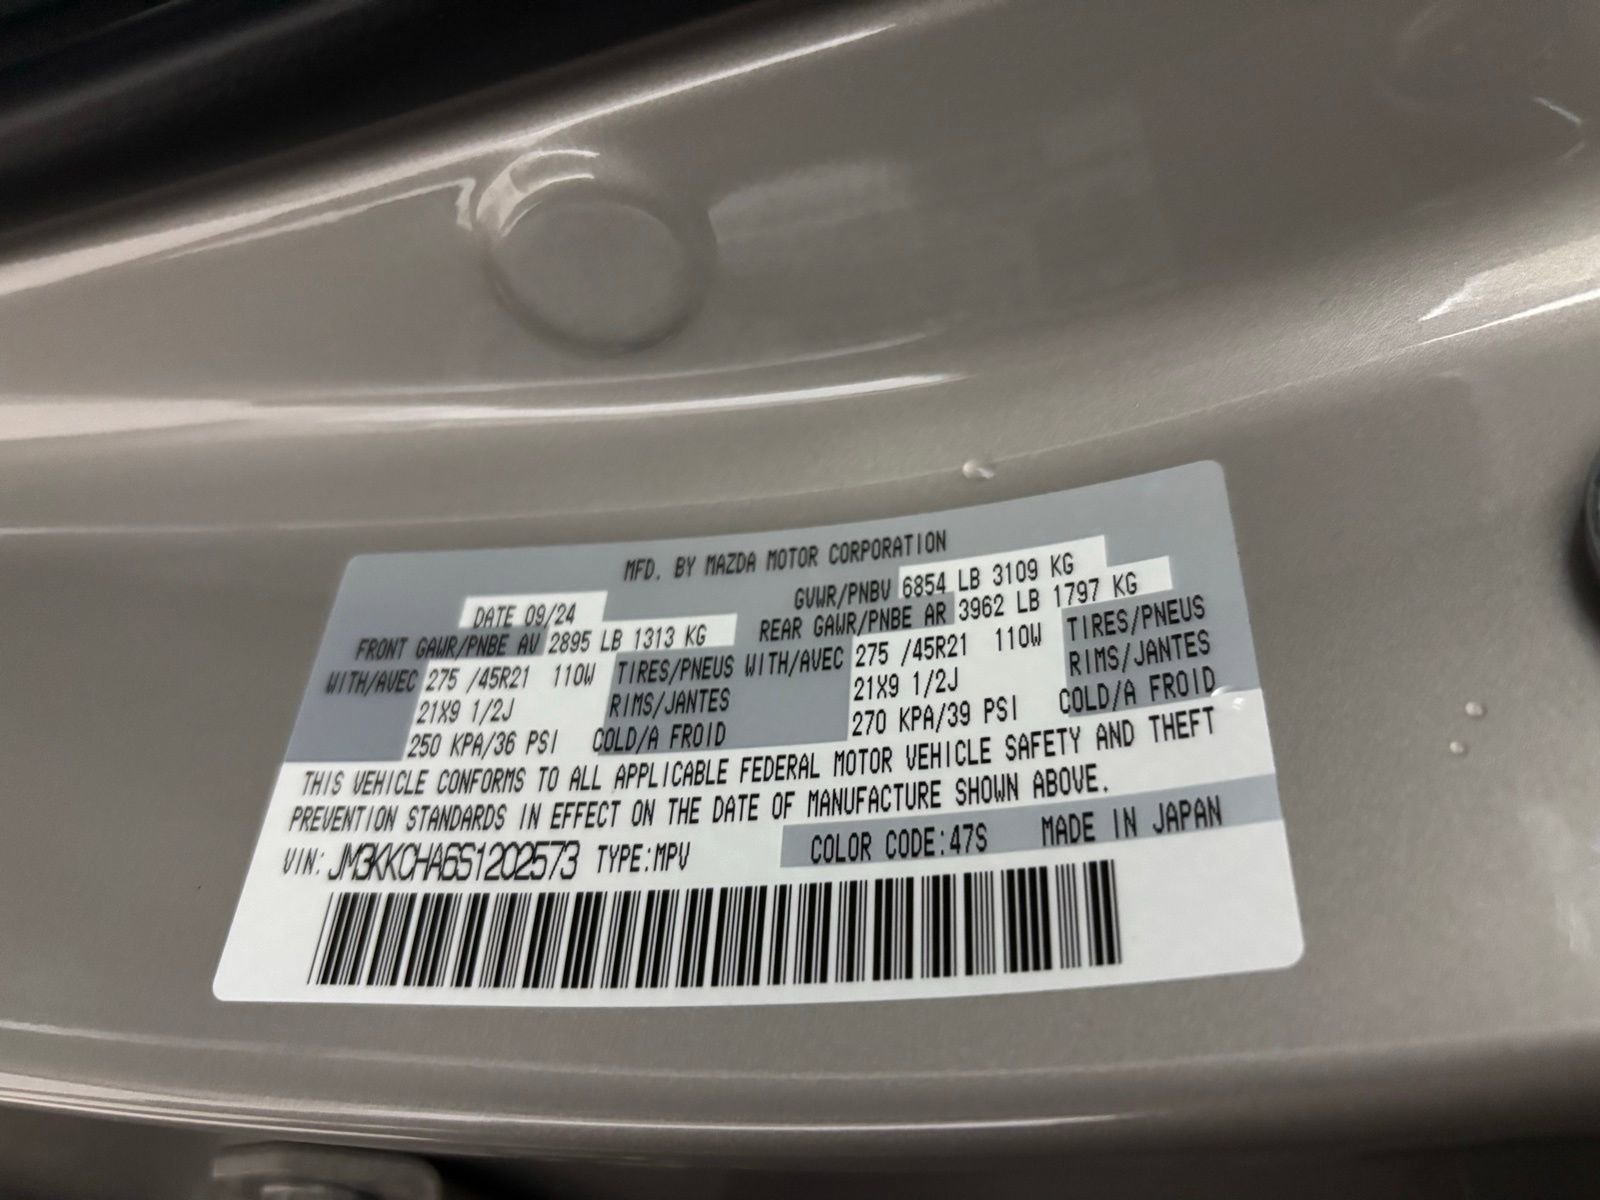 MFD. BY MAZDA MOTOR CORPORATION
DATE 09/24 GVWR/PNBV 6854 LB 3109 KG
FRONT GAWR/PNBE AV 2895 LB 1313 KG REAR GAWR/PNBE AR 3962 LB 1797 KG
WITH/AVEC 275 /45R21 110W TIRES/PNEUS WITH/AVEC 275 /45R21 110W TIRES/PNEUS
21X9 1/2J RIMS/JANTES 21X9 1/2J RIMS/JANTES
250 KPA/36 PSI COLD/A FROID 270 KPA/39 PSI COLD/A FROID
THIS VEHICLE CONFORMS TO ALL APPLICABLE FEDERAL MOTOR VEHICLE SAFETY AND THEFT
PREVENTION STANDARDS IN EFFECT ON THE DATE OF MANUFACTURE SHOWN ABOVE.
VIN: JM3KKCHA6S1202573 TYPE:MPV COLOR CODE:47S MADE IN JAPAN